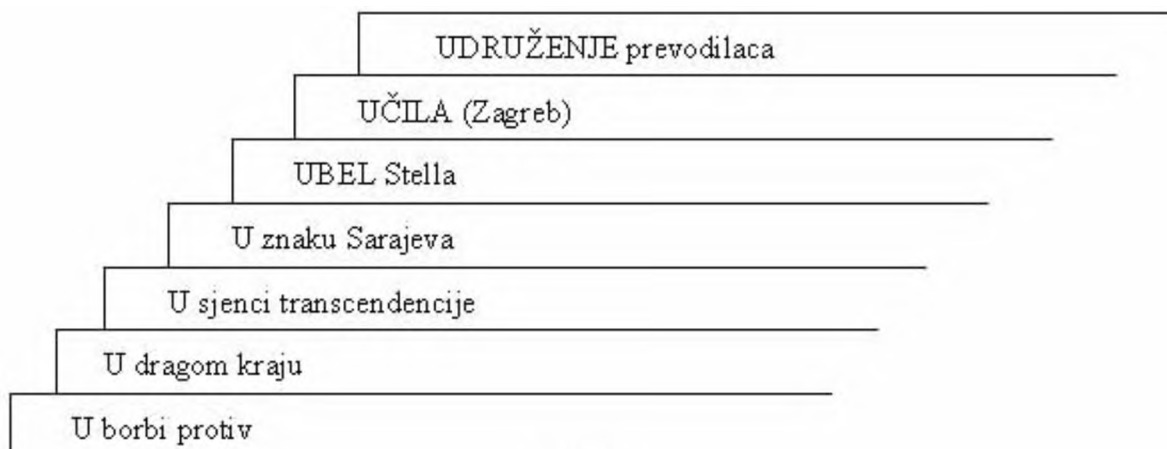 UDRUŽENJE prevodilaca
UČILA (Zagreb)
UBEL Stella
U znaku Sarajeva
U sjenci transcendencije
U dragom kraju
U borbi protiv